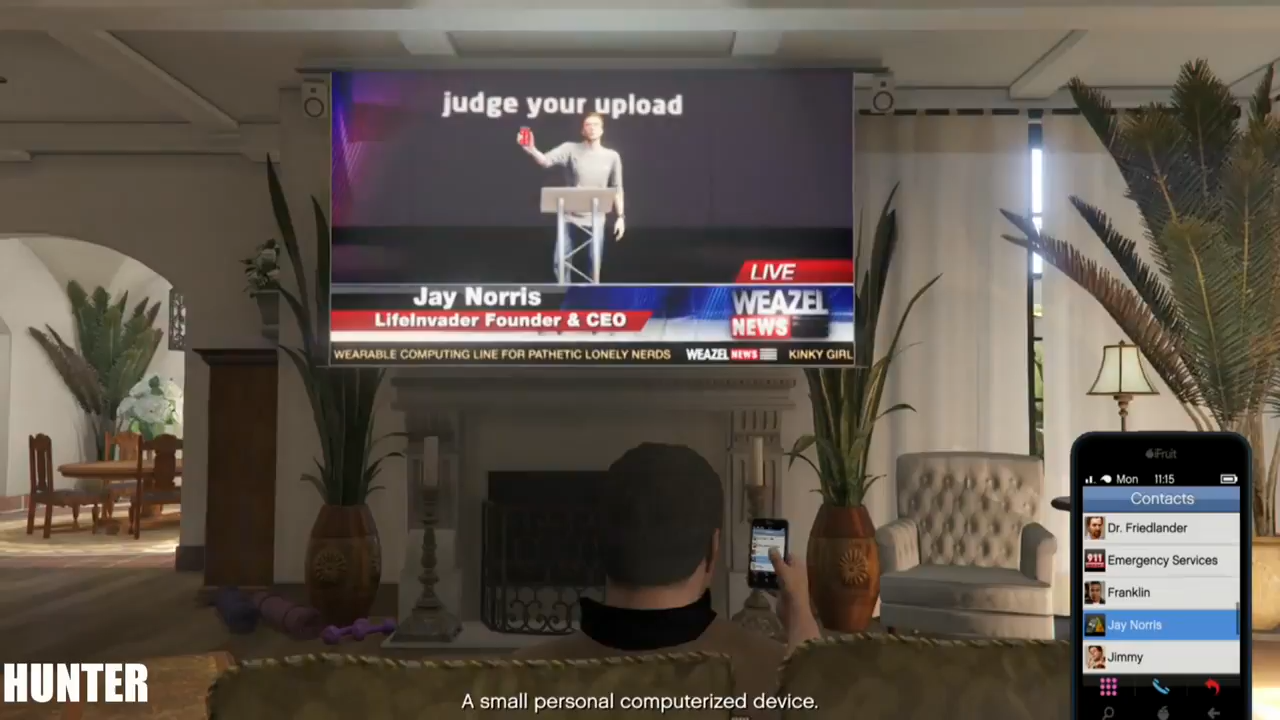 judge your upload
LIVE
Jay Norris
LifeInvader Founder & CEO
WEAZEL
NEWS
WEARABLE COMPUTING LINE FOR PATHETIC LONELY NERDS WEAZEL NEWS KINKY GIRL
iFruit
Mon 11:15
Contacts
Dr. Friedlander
911 Emergency Services
Franklin
Jay Norris
Jimmy
HUNTER
A small personal computerized device.